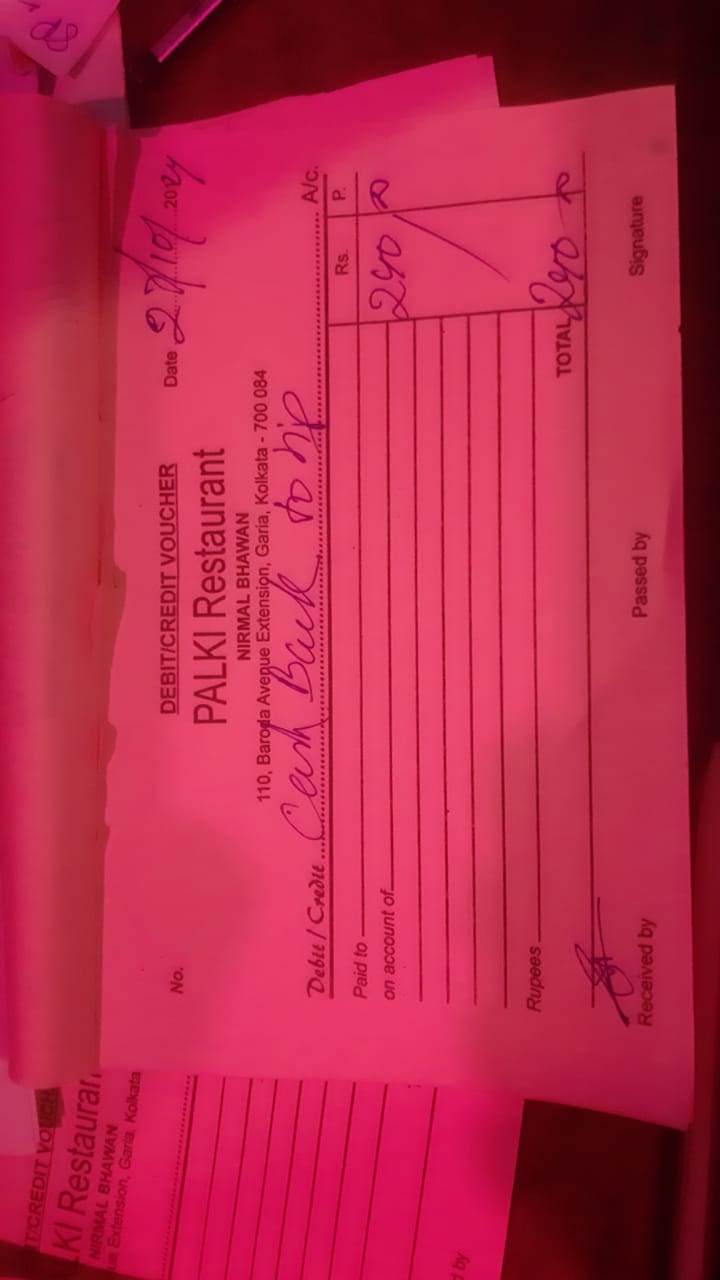 DEBIT/CREDIT VOUCHER
No.
Date 27/10/2024
PALKI Restaurant
NIRMAL BHAWAN
110, Baroda Avenue Extension, Garia, Kolkata - 700 084
Debit / Credit Cash Back to A/c.
Rs. P.
Paid to
on account of 290/
Rupees
TOTAL 290
Received by Passed by Signature
T/CREDIT VOUCH
KI Restauran
NIRMAL BHAWAN
ue Extension, Garia, Kolkata
d by